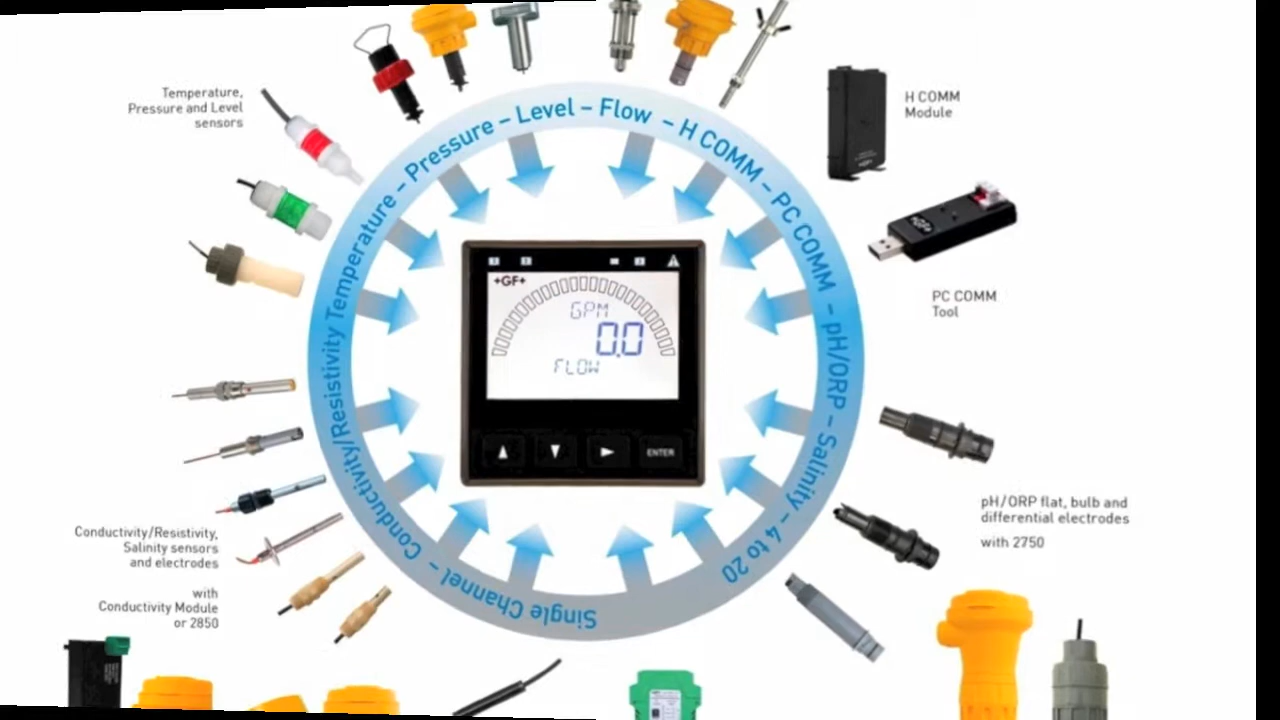 Temperature,
Pressure and Level
sensors
H COMM
Module
PC COMM
Tool
Single Channel – Conductivity/Resistivity Temperature – Pressure – Level – Flow – H COMM – PC COMM – pH/ORP – Salinity – 4 to 20
+GF+
GPM
0.0
FLOW
ENTER
Conductivity/Resistivity,
Salinity sensors
and electrodes
with
Conductivity Module
or 2850
pH/ORP flat, bulb and
differential electrodes
with 2750